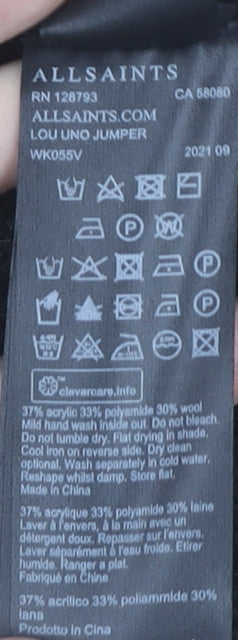 ALLSAINTS
RN 128793 CA 58080
ALLSAINTS.COM
LOU UNO JUMPER
WK055V 2021 09
clevercare.info
37% acrylic 33% polyamide 30% wool
Mild hand wash inside out. Do not bleach.
Do not tumble dry. Flat drying in shade.
Cool iron on reverse side. Dry clean
optional. Wash separately in cold water.
Reshape whilst damp. Store flat.
Made in China
37% acrylique 33% polyamide 30% laine
Laver à l'envers, à la main avec un
détergent doux. Repasser sur l'envers.
Laver séparément à l'eau froide. Etirer
humide. Ranger a plat.
Fabriqué en Chine
37% acrilico 33% poliammide 30%
lana
Prodotto in Cina